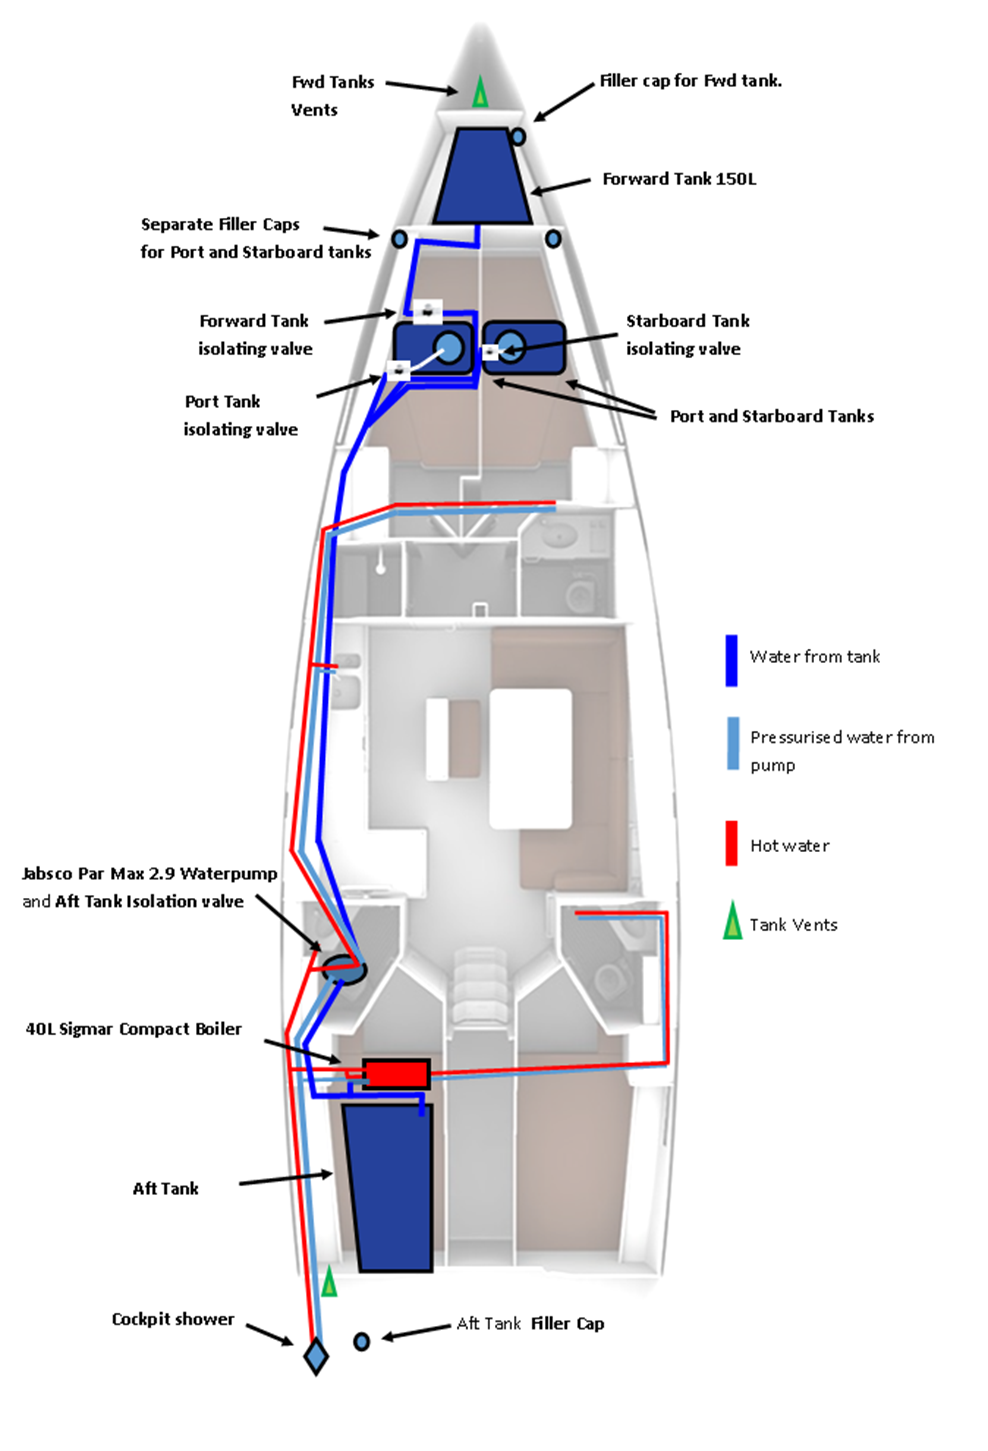 Fwd Tanks
Vents
Filler cap for Fwd tank.
Forward Tank 150L
Separate Filler Caps
for Port and Starboard tanks
Forward Tank
isolating valve
Starboard Tank
isolating valve
Port Tank
isolating valve
Port and Starboard Tanks
Water from tank
Pressurised water from
pump
Hot water
Jabsco Par Max 2.9 Waterpump
and Aft Tank Isolation valve
Tank Vents
40L Sigmar Compact Boiler
Aft Tank
Cockpit shower
Aft Tank Filler Cap